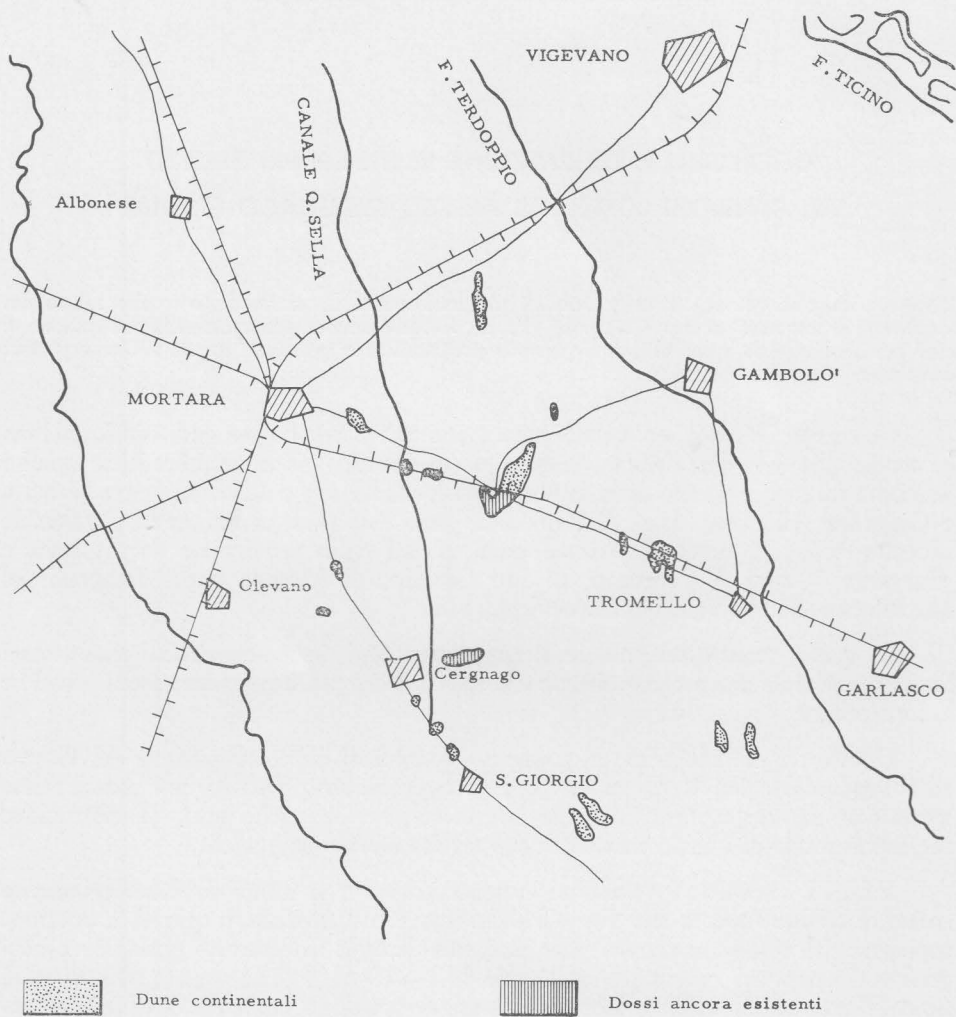 VIGEVANO
F. TICINO
F. TERDOPPIO
CANALE Q. SELLA
Albonese
GAMBOLO'
MORTARA
Olevano
TROMELLO
Cergnago
GARLASCO
S. GIORGIO
Dune continentali
Dossi ancora esistenti